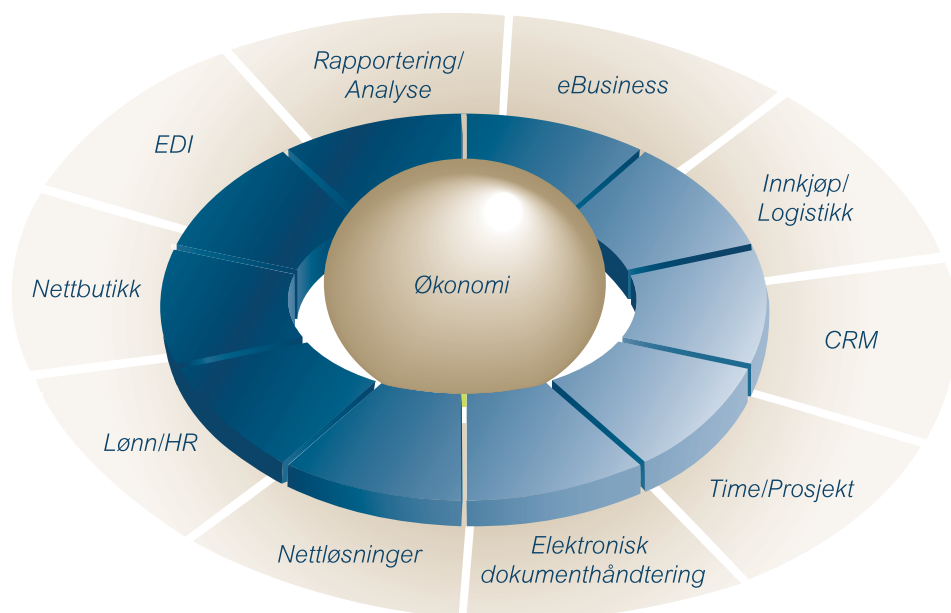 Rapportering/
Analyse
eBusiness
EDI
Innkjøp/
Logistikk
Nettbutikk
Økonomi
CRM
Lønn/HR
Time/Prosjekt
Nettløsninger
Elektronisk
dokumenthåndtering